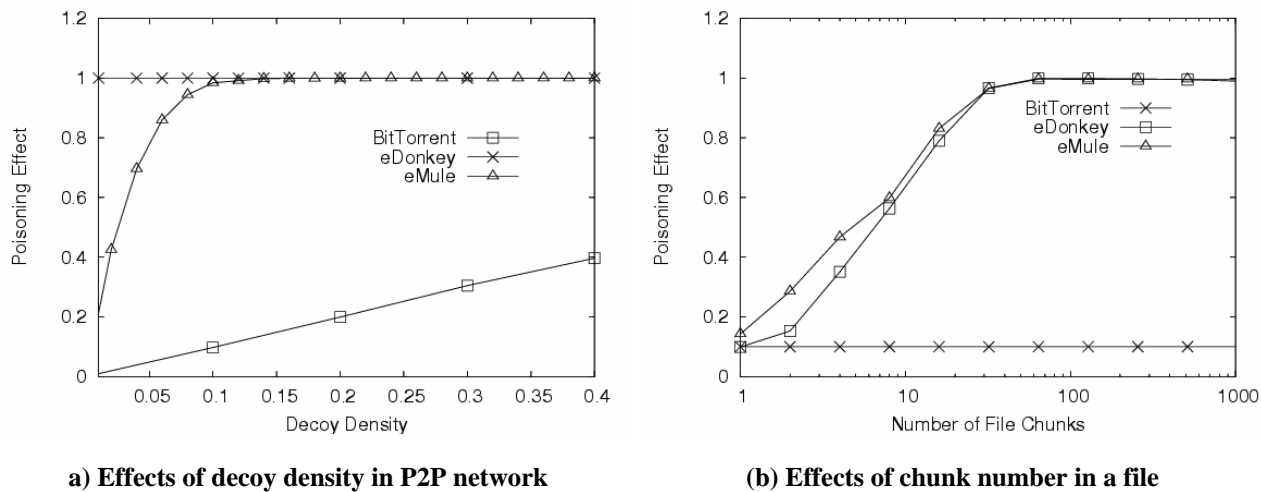 1.2
1
0.8
0.6
0.4
0.2
0
Poisoning Effect
BitTorrent
eDonkey
eMule
0.05 0.1 0.15 0.2 0.25 0.3 0.35 0.4
Decoy Density
a) Effects of decoy density in P2P network
1.2
1
0.8
0.6
0.4
0.2
0
Poisoning Effect
BitTorrent
eDonkey
eMule
1 10 100 1000
Number of File Chunks
(b) Effects of chunk number in a file